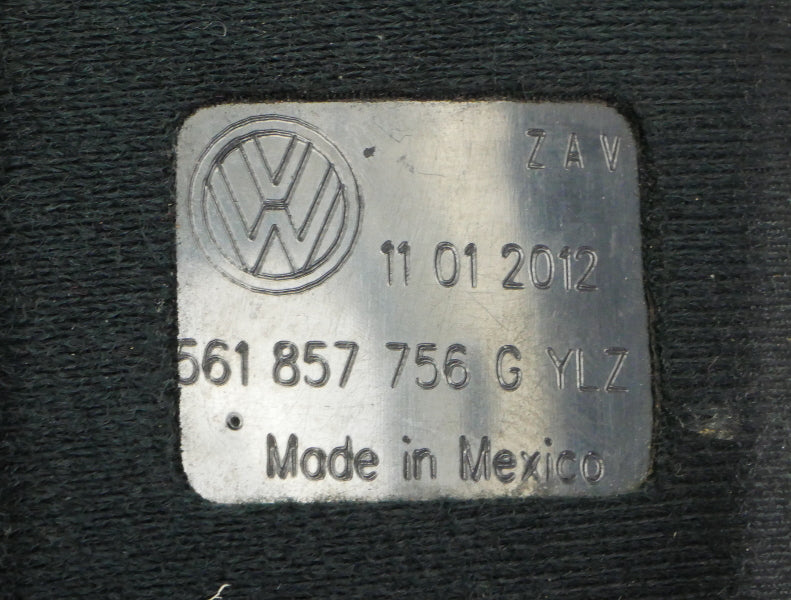 ZAV
11 01 2012
561 857 756 G YLZ
Made in Mexico